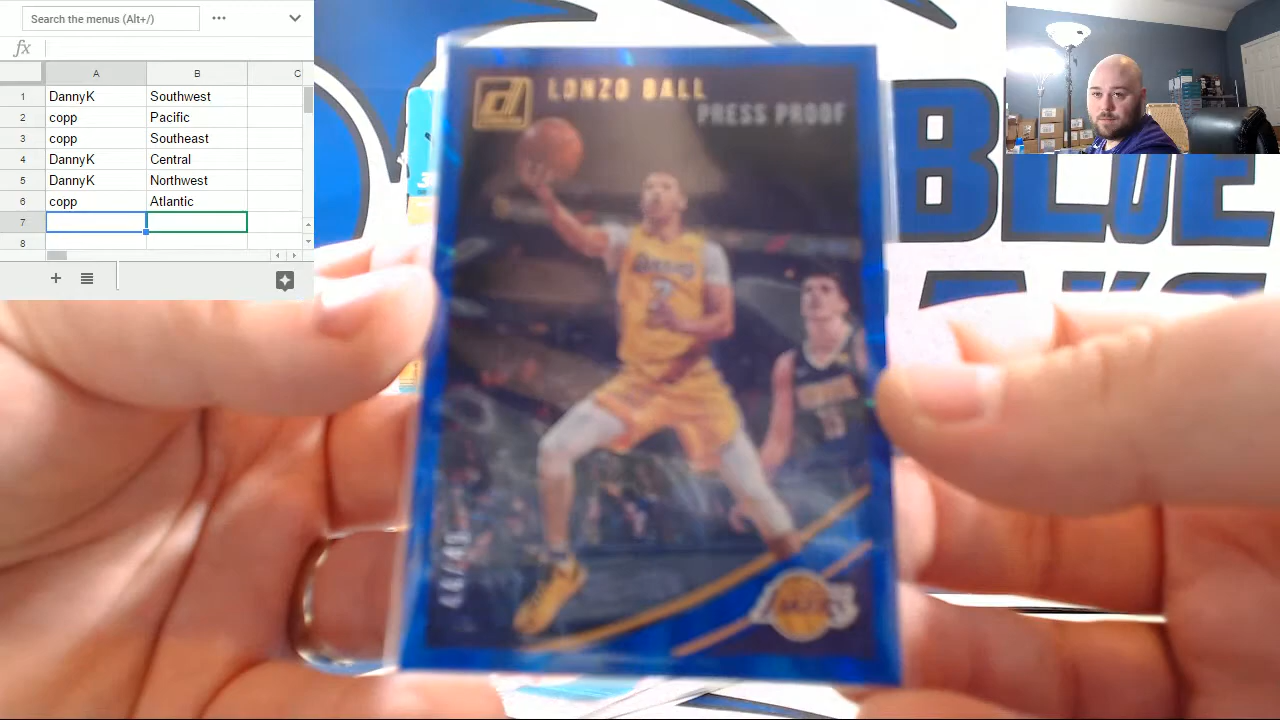 Search the menus (Alt+/)
fx
A B C
1 DannyK Southwest
2 copp Pacific
3 copp Southeast
4 DannyK Central
5 DannyK Northwest
6 copp Atlantic
7
8
d
LONZO BALL
PRESS PROOF
LAKERS
BLUE